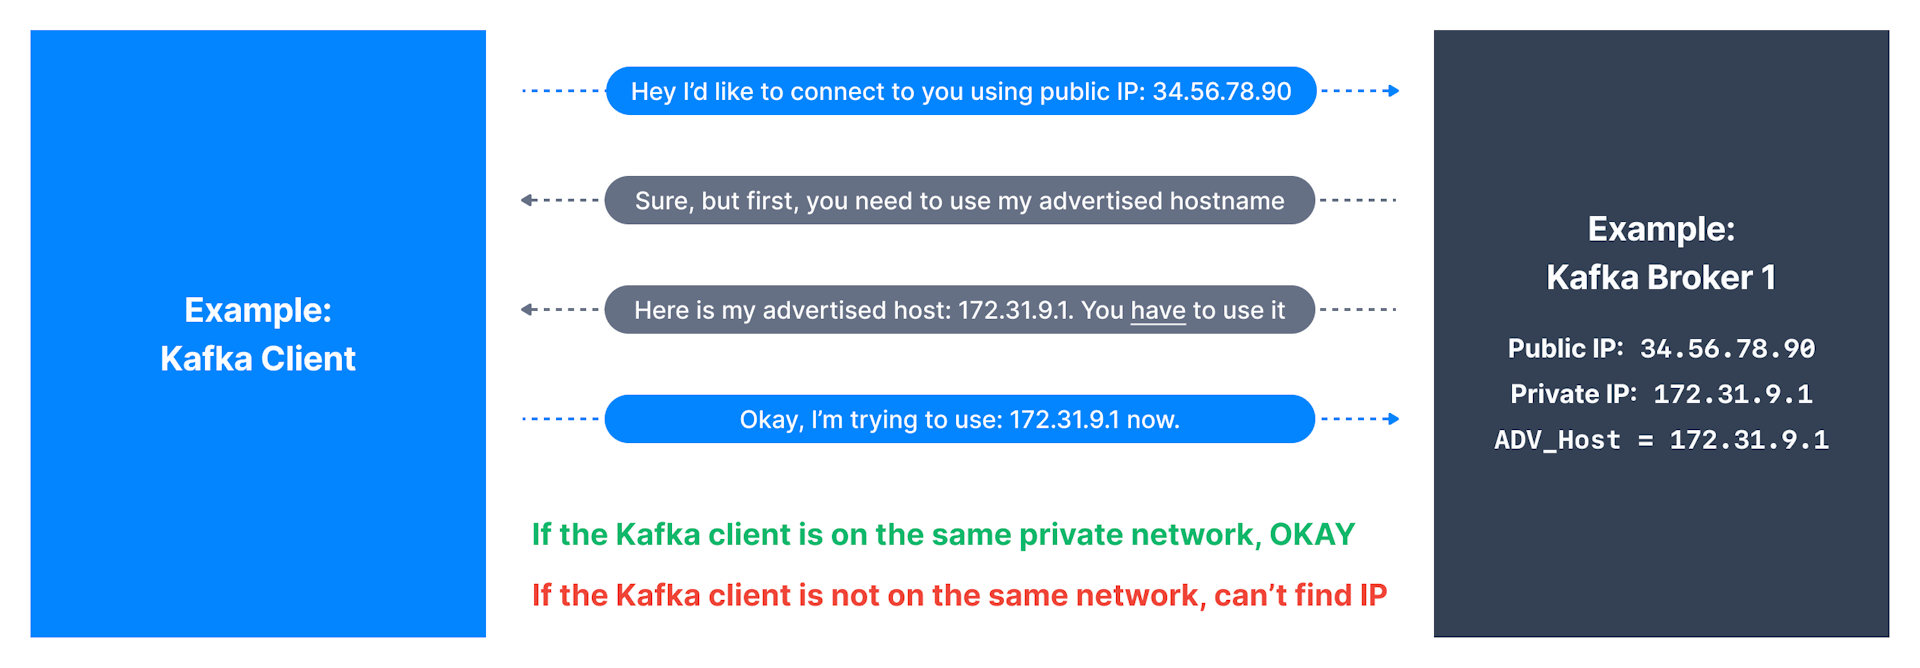 Example:
Kafka Client
Hey I’d like to connect to you using public IP: 34.56.78.90
Sure, but first, you need to use my advertised hostname
Here is my advertised host: 172.31.9.1. You have to use it
Okay, I’m trying to use: 172.31.9.1 now.
If the Kafka client is on the same private network, OKAY
If the Kafka client is not on the same network, can’t find IP
Example:
Kafka Broker 1
Public IP: 34.56.78.90
Private IP: 172.31.9.1
ADV_Host = 172.31.9.1